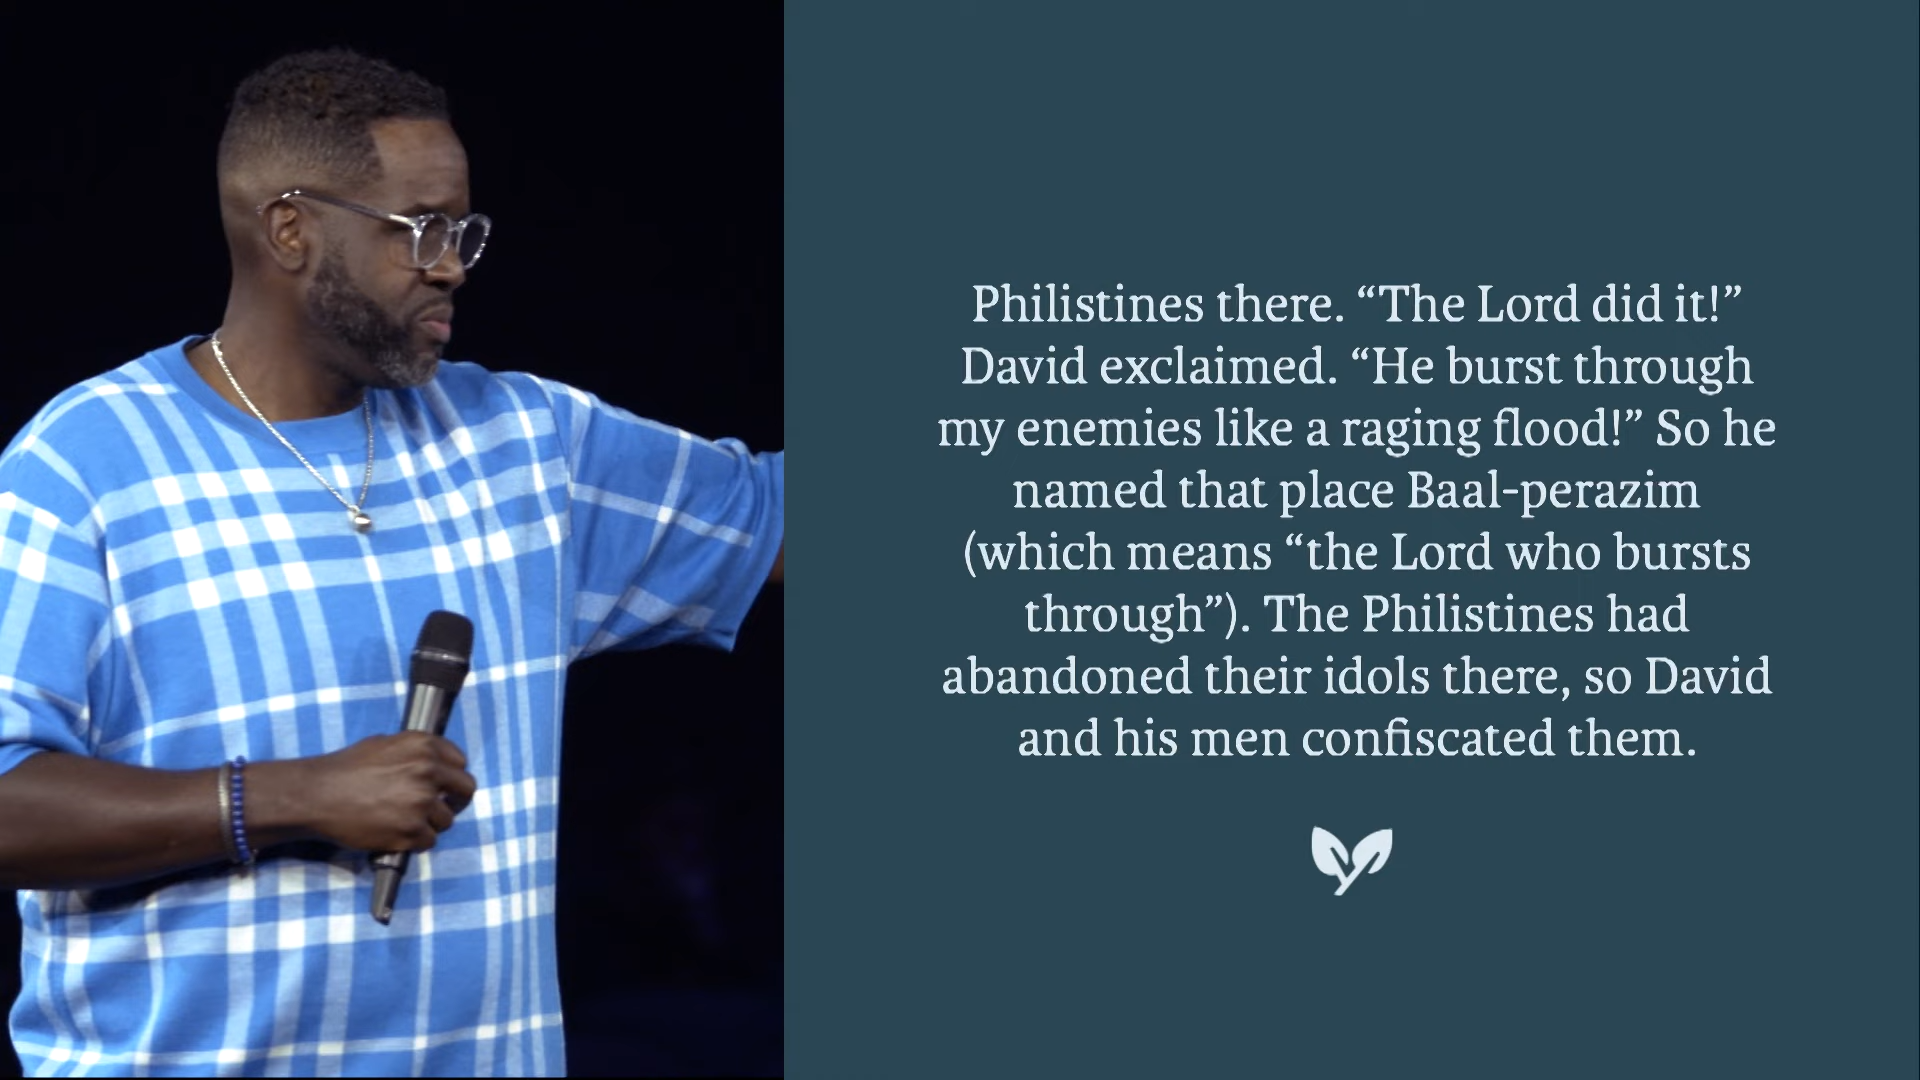 Philistines there. “The Lord did it!”
David exclaimed. “He burst through
my enemies like a raging flood!” So he
named that place Baal-perazim
(which means “the Lord who bursts
through”). The Philistines had
abandoned their idols there, so David
and his men confiscated them.